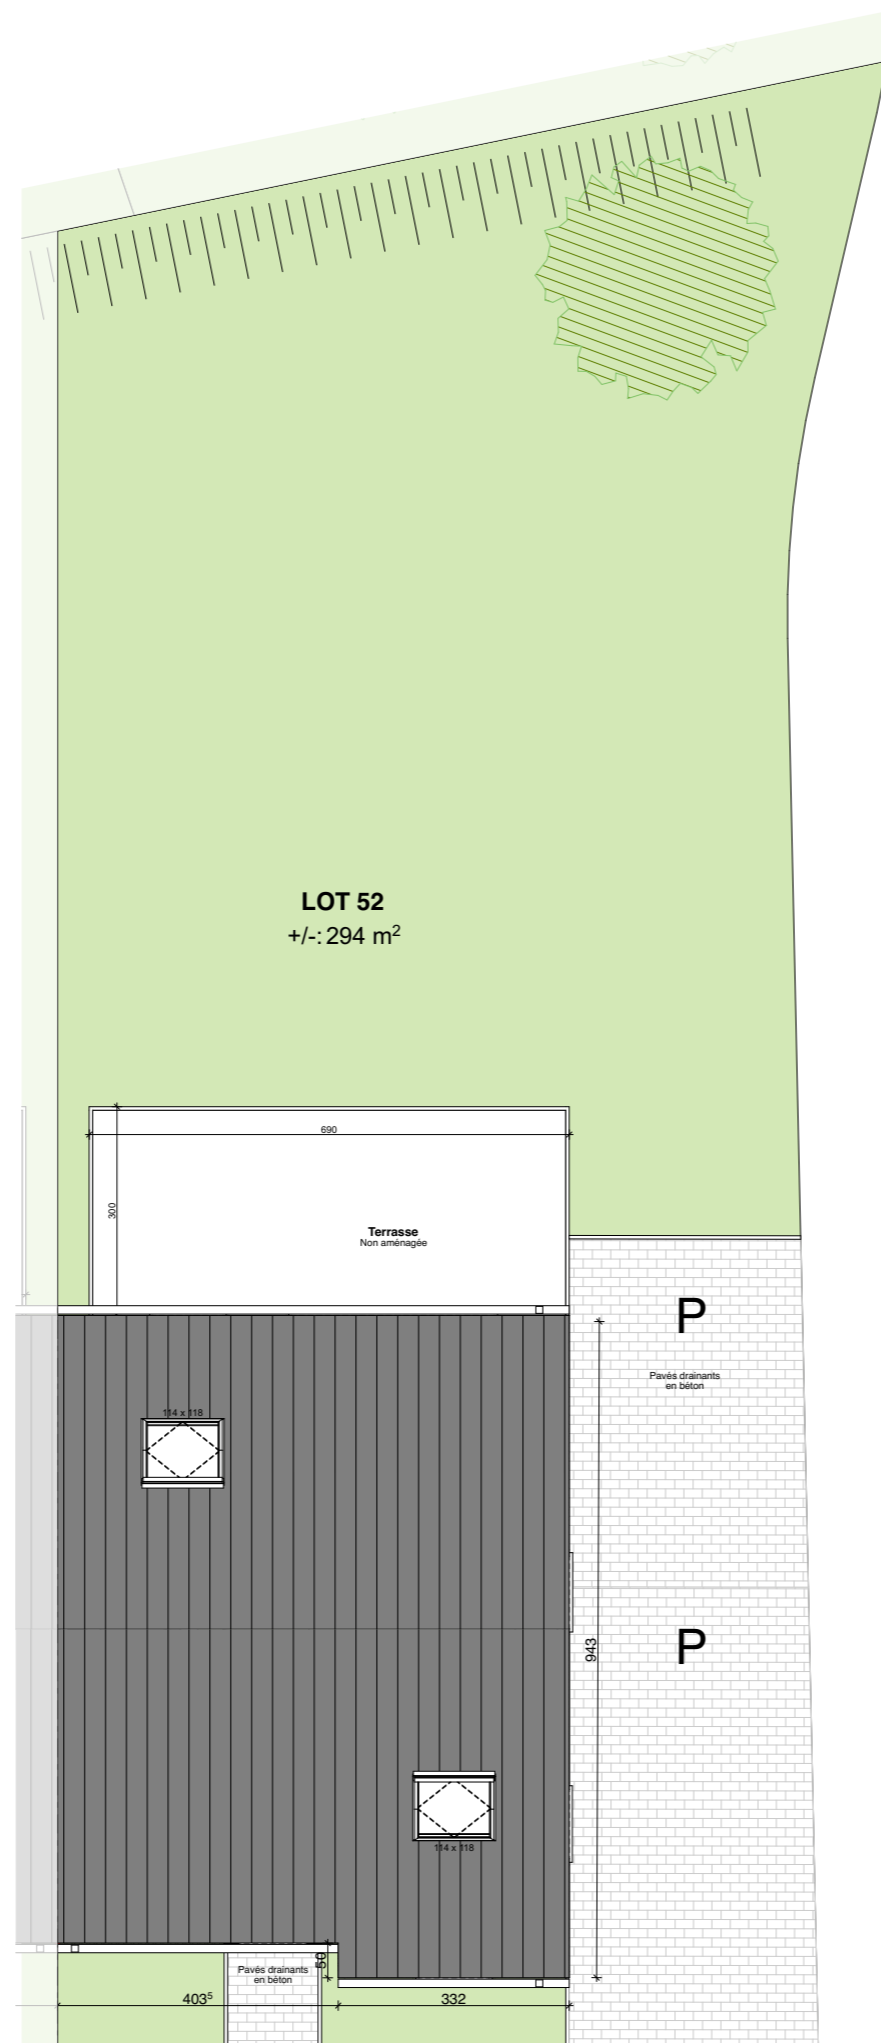 LOT 52
+/-: 294 m²
690
300
Terrasse
Non aménagée
P
Pavés drainants
en béton
114 x 118
P
943
114 x 118
50
Pavés drainants
en béton
403⁵
332